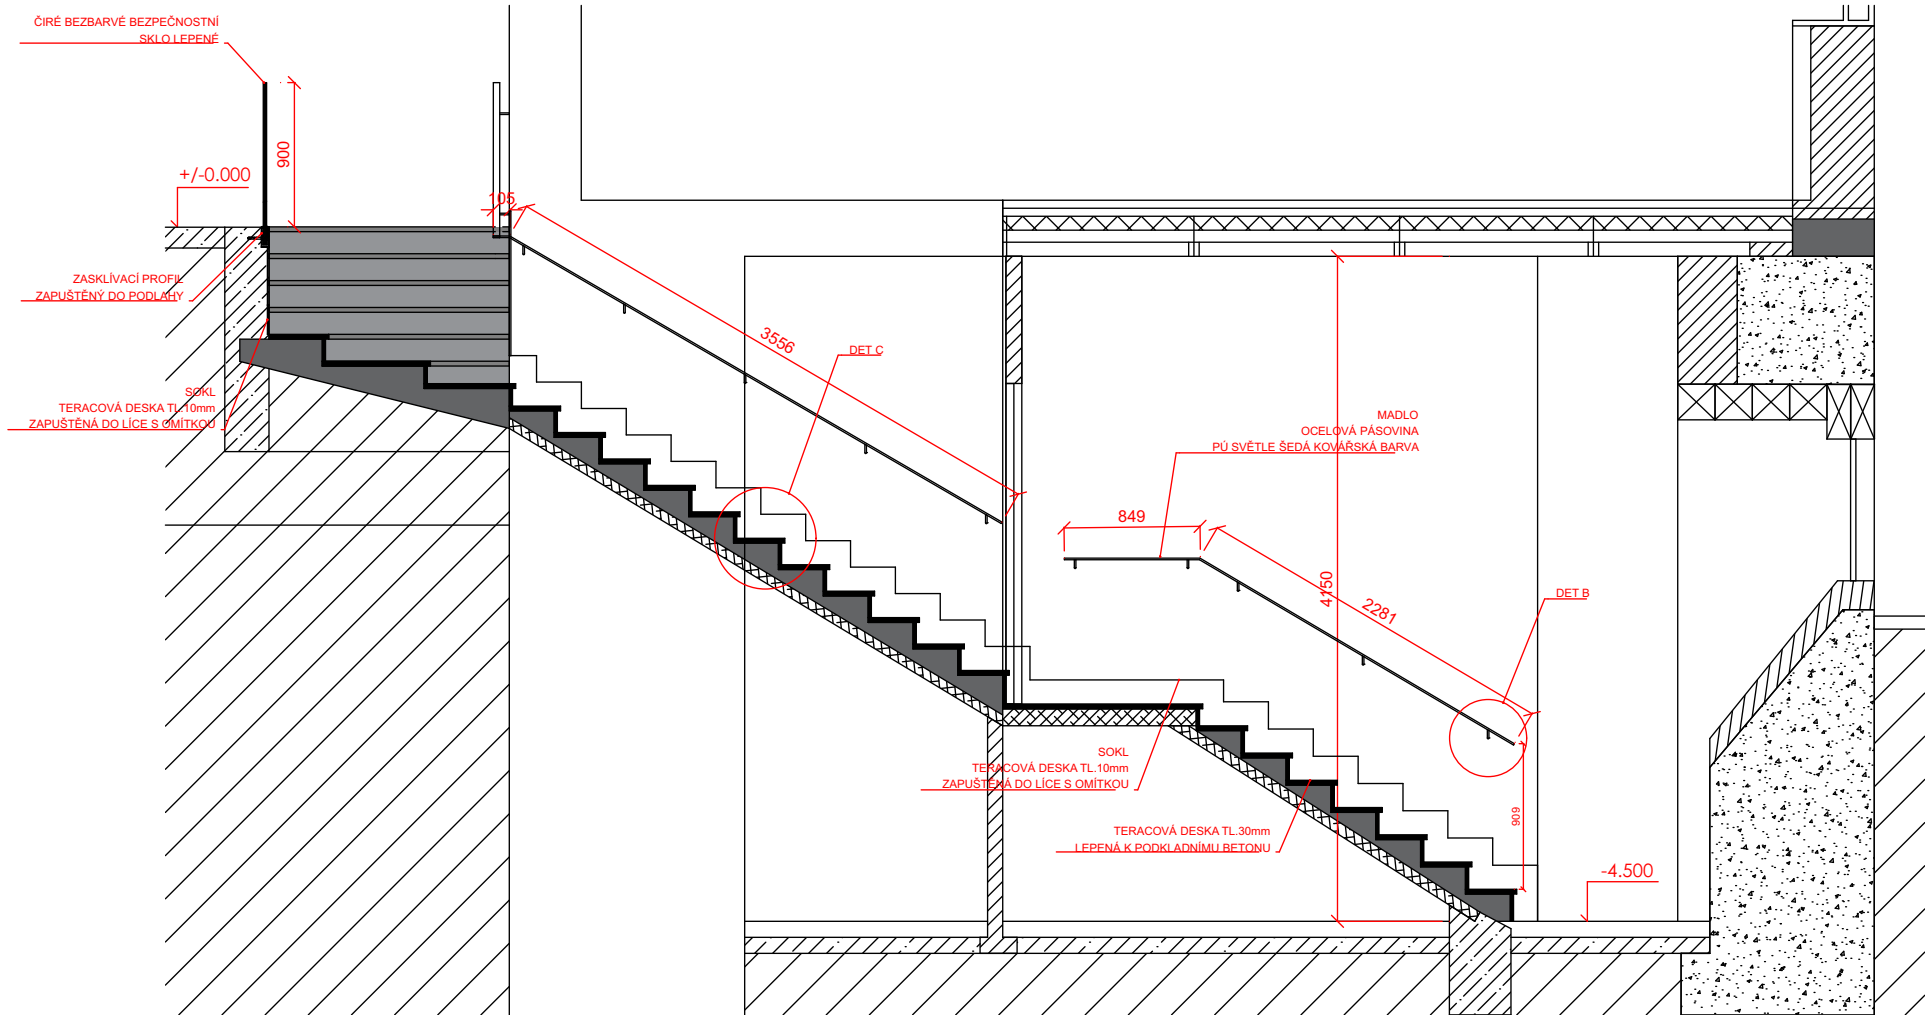 ČIRÉ BEZBARVÉ BEZPEČNOSTNÍ
SKLO LEPENÉ
900
+/-0.000
105
ZASKLÍVACÍ PROFIL
ZAPUŠTĚNÝ DO PODLAHY
3556
DET C
SOKL
TERACOVÁ DESKA TL.10mm
ZAPUŠTĚNÁ DO LÍCE S OMÍTKOU
MADLO
OCELOVÁ PÁSOVINA
PÚ SVĚTLE ŠEDÁ KOVÁŘSKÁ BARVA
849
4150
2281
DET B
SOKL
TERACOVÁ DESKA TL.10mm
ZAPUŠTĚNÁ DO LÍCE S OMÍTKOU
TERACOVÁ DESKA TL.30mm
LEPENÁ K PODKLADNÍMU BETONU
909
-4.500